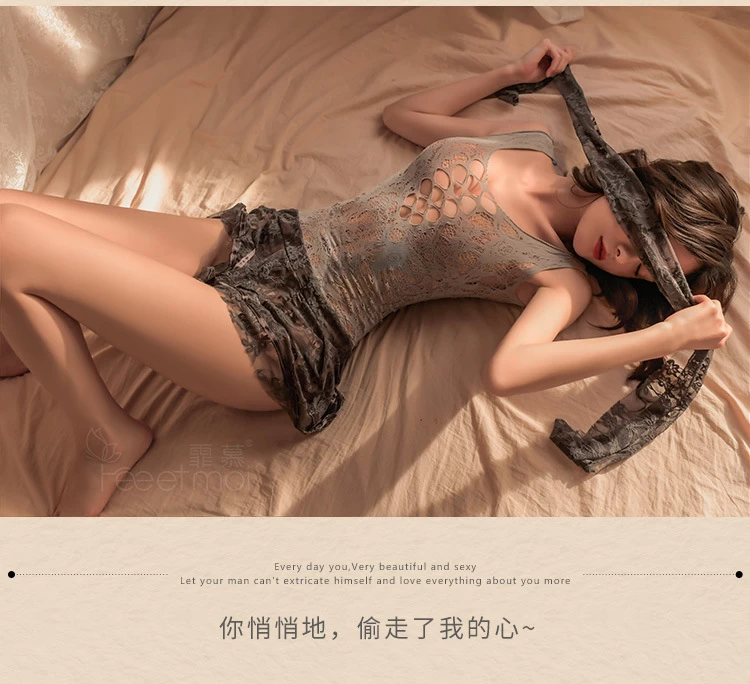 霏慕
Feeetmoi
Every day you,Very beautiful and sexy
Let your man can't extricate himself and love everything about you more
你悄悄地，偷走了我的心~